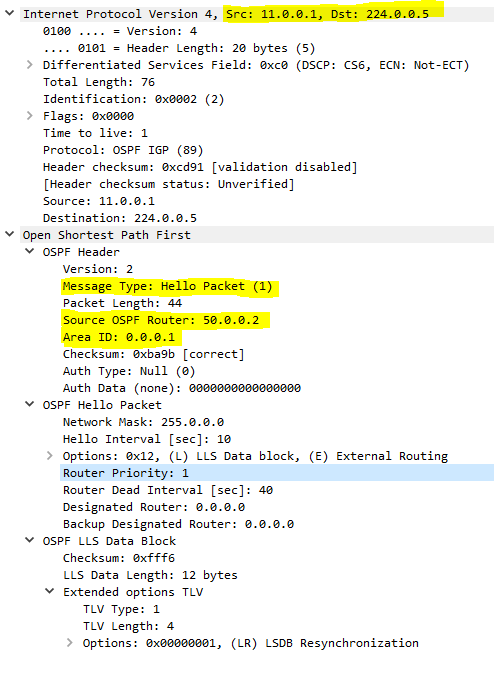 Internet Protocol Version 4, Src: 11.0.0.1, Dst: 224.0.0.5
0100 .... = Version: 4
.... 0101 = Header Length: 20 bytes (5)
Differentiated Services Field: 0xc0 (DSCP: CS6, ECN: Not-ECT)
Total Length: 76
Identification: 0x0002 (2)
Flags: 0x0000
Time to live: 1
Protocol: OSPF IGP (89)
Header checksum: 0xcd91 [validation disabled]
[Header checksum status: Unverified]
Source: 11.0.0.1
Destination: 224.0.0.5
Open Shortest Path First
OSPF Header
Version: 2
Message Type: Hello Packet (1)
Packet Length: 44
Source OSPF Router: 50.0.0.2
Area ID: 0.0.0.1
Checksum: 0xba9b [correct]
Auth Type: Null (0)
Auth Data (none): 0000000000000000
OSPF Hello Packet
Network Mask: 255.0.0.0
Hello Interval [sec]: 10
Options: 0x12, (L) LLS Data block, (E) External Routing
Router Priority: 1
Router Dead Interval [sec]: 40
Designated Router: 0.0.0.0
Backup Designated Router: 0.0.0.0
OSPF LLS Data Block
Checksum: 0xfff6
LLS Data Length: 12 bytes
Extended options TLV
TLV Type: 1
TLV Length: 4
Options: 0x00000001, (LR) LSDB Resynchronization